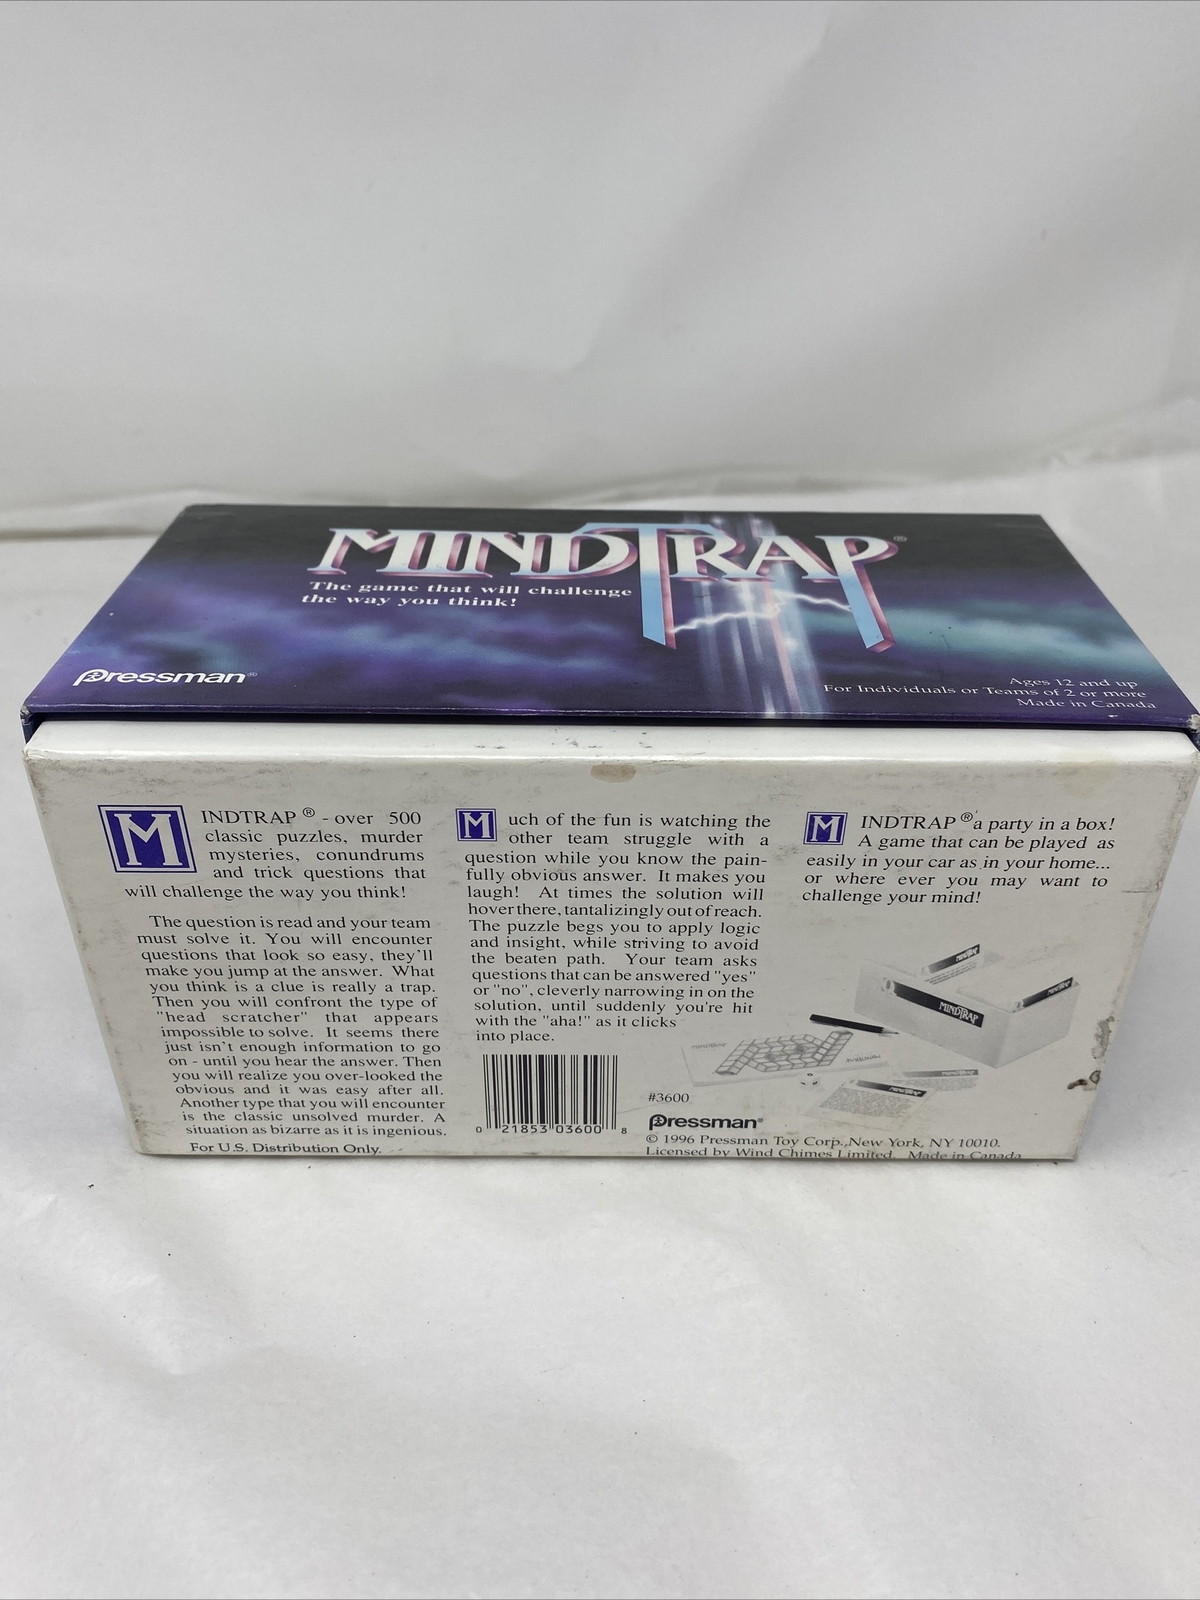 MINDTRAP®
The game that will challenge
the way you think!
Pressman®
Ages 12 and up
For Individuals or Teams of 2 or more
Made in Canada
MINDTRAP® - over 500
classic puzzles, murder
mysteries, conundrums
and trick questions that
will challenge the way you think!
The question is read and your team
must solve it. You will encounter
questions that look so easy, they'll
make you jump at the answer. What
you think is a clue is really a trap.
Then you will confront the type of
"head scratcher" that appears
impossible to solve. It seems there
just isn't enough information to go
on - until you hear the answer. Then
you will realize you over-looked the
obvious and it was easy after all.
Another type that you will encounter
is the classic unsolved murder. A
situation as bizarre as it is ingenious.
For U.S. Distribution Only.
Much of the fun is watching the
other team struggle with a
question while you know the pain-
fully obvious answer. It makes you
laugh! At times the solution will
hover there, tantalizingly out of reach.
The puzzle begs you to apply logic
and insight, while striving to avoid
the beaten path. Your team asks
questions that can be answered "yes"
or "no", cleverly narrowing in on the
solution, until suddenly you're hit
with the "aha!" as it clicks
into place.
0 21853 03600 8
MINDTRAP® a party in a box!
A game that can be played as
easily in your car as in your home...
or where ever you may want to
challenge your mind!
MINDTRAP
#3600
Pressman®
© 1996 Pressman Toy Corp., New York, NY 10010.
Licensed by Wind Chimes Limited. Made in Canada